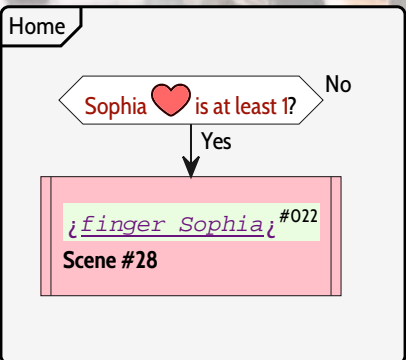 Home
Sophia ❤ is at least 1?
No
Yes
¿finger Sophia¿ #022
Scene #28